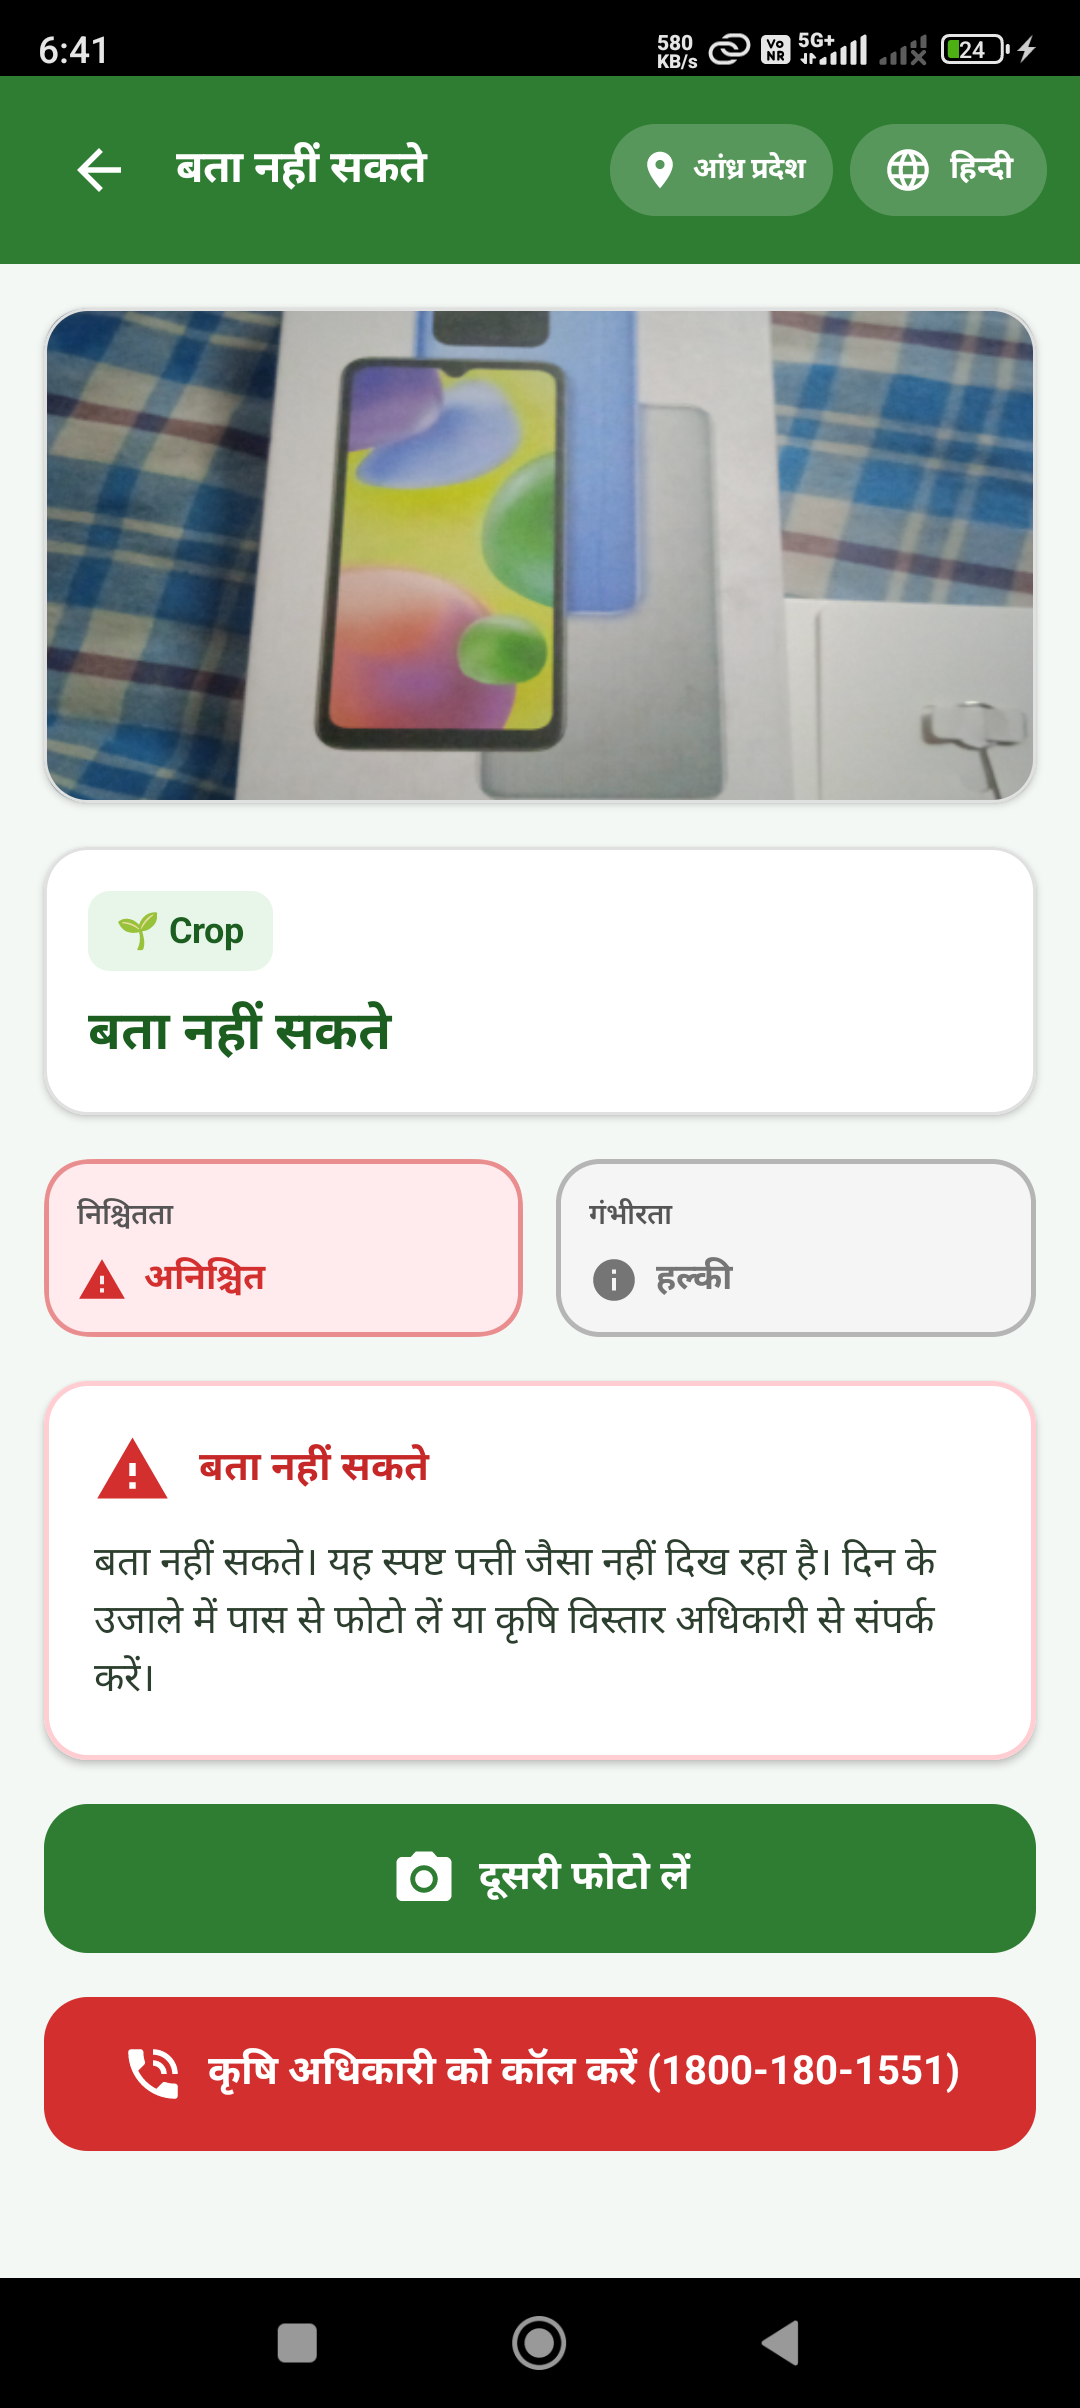 6:41
580
KB/s
Vo
NR
5G+
24
बता नहीं सकते
आंध्र प्रदेश
हिन्दी
🌱 Crop
बता नहीं सकते
निश्चितता
अनिश्चित
गंभीरता
हल्की
बता नहीं सकते
बता नहीं सकते। यह स्पष्ट पत्ती जैसा नहीं दिख रहा है। दिन के
उजाले में पास से फोटो लें या कृषि विस्तार अधिकारी से संपर्क
करें।
दूसरी फोटो लें
कृषि अधिकारी को कॉल करें (1800-180-1551)